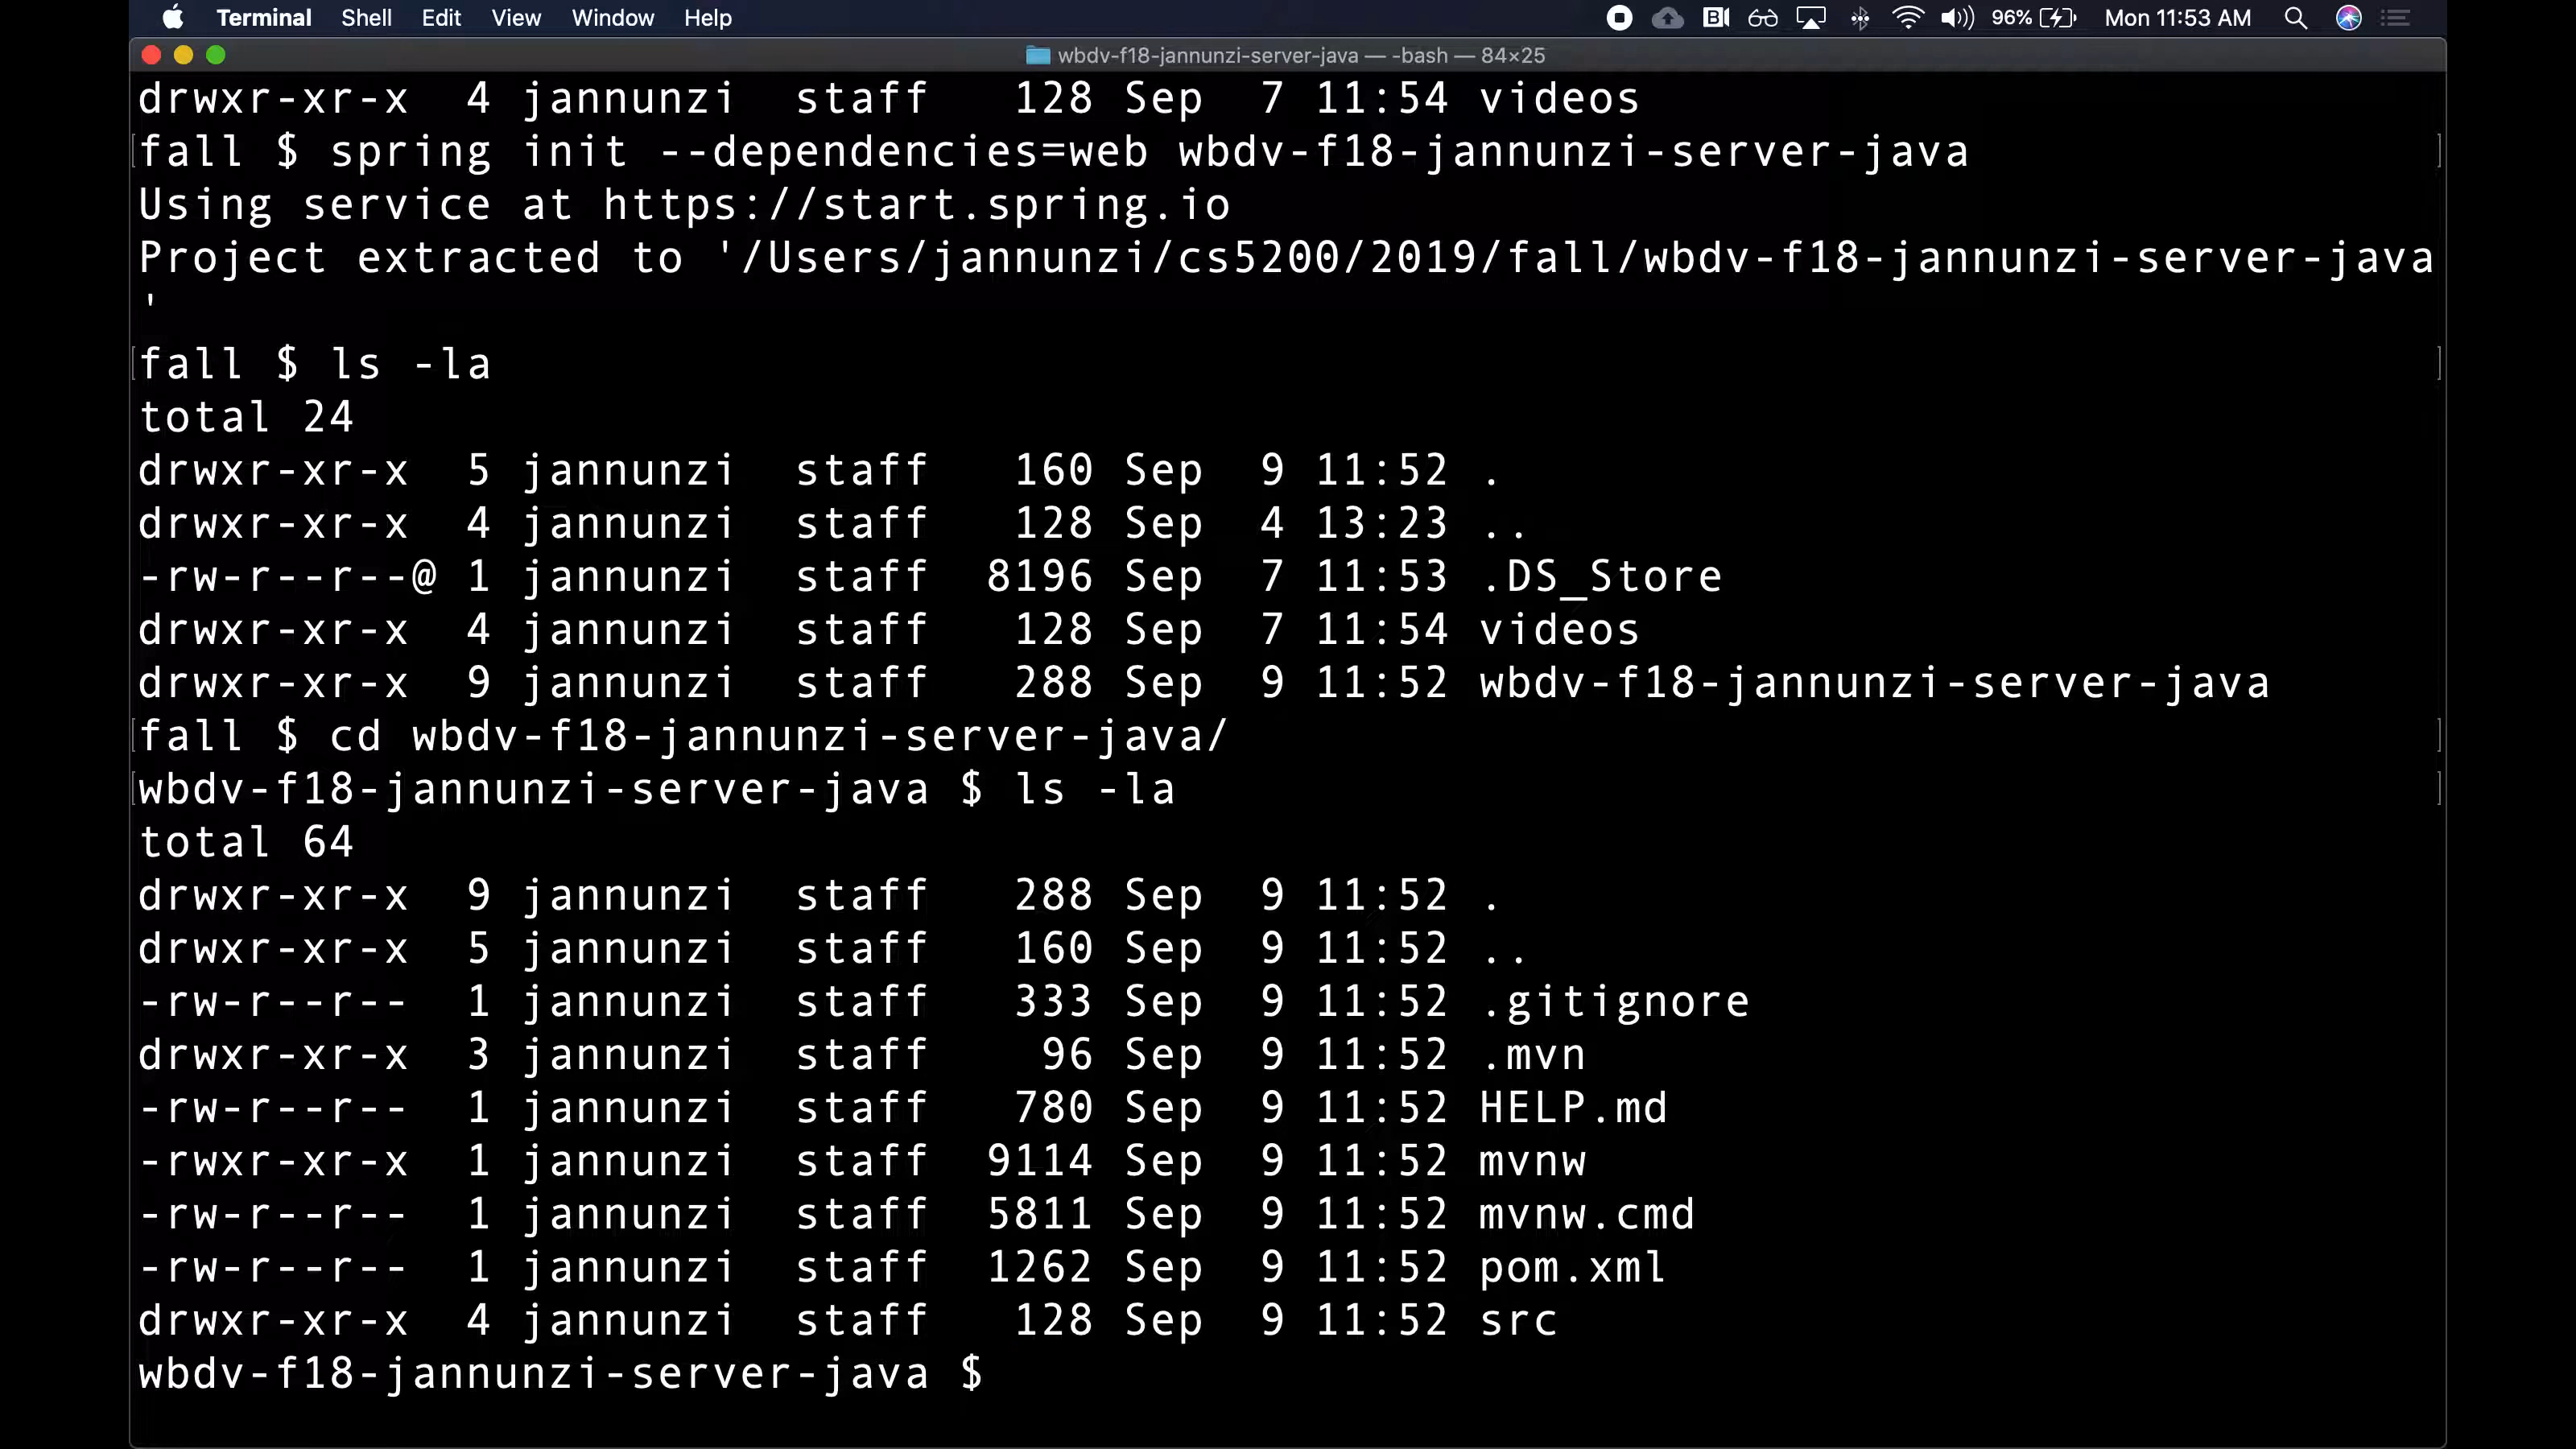 Terminal Shell Edit View Window Help 96% Mon 11:53 AM
wbdv-f18-jannunzi-server-java — -bash — 84×25
drwxr-xr-x  4 jannunzi  staff   128 Sep  7 11:54 videos
[fall $ spring init --dependencies=web wbdv-f18-jannunzi-server-java ]
Using service at https://start.spring.io
Project extracted to '/Users/jannunzi/cs5200/2019/fall/wbdv-f18-jannunzi-server-java
'
[fall $ ls -la ]
total 24
drwxr-xr-x  5 jannunzi  staff   160 Sep  9 11:52 .
drwxr-xr-x  4 jannunzi  staff   128 Sep  4 13:23 ..
-rw-r--r--@ 1 jannunzi  staff  8196 Sep  7 11:53 .DS_Store
drwxr-xr-x  4 jannunzi  staff   128 Sep  7 11:54 videos
drwxr-xr-x  9 jannunzi  staff   288 Sep  9 11:52 wbdv-f18-jannunzi-server-java
[fall $ cd wbdv-f18-jannunzi-server-java/ ]
[wbdv-f18-jannunzi-server-java $ ls -la ]
total 64
drwxr-xr-x  9 jannunzi  staff   288 Sep  9 11:52 .
drwxr-xr-x  5 jannunzi  staff   160 Sep  9 11:52 ..
-rw-r--r--  1 jannunzi  staff   333 Sep  9 11:52 .gitignore
drwxr-xr-x  3 jannunzi  staff    96 Sep  9 11:52 .mvn
-rw-r--r--  1 jannunzi  staff   780 Sep  9 11:52 HELP.md
-rwxr-xr-x  1 jannunzi  staff  9114 Sep  9 11:52 mvnw
-rw-r--r--  1 jannunzi  staff  5811 Sep  9 11:52 mvnw.cmd
-rw-r--r--  1 jannunzi  staff  1262 Sep  9 11:52 pom.xml
drwxr-xr-x  4 jannunzi  staff   128 Sep  9 11:52 src
wbdv-f18-jannunzi-server-java $